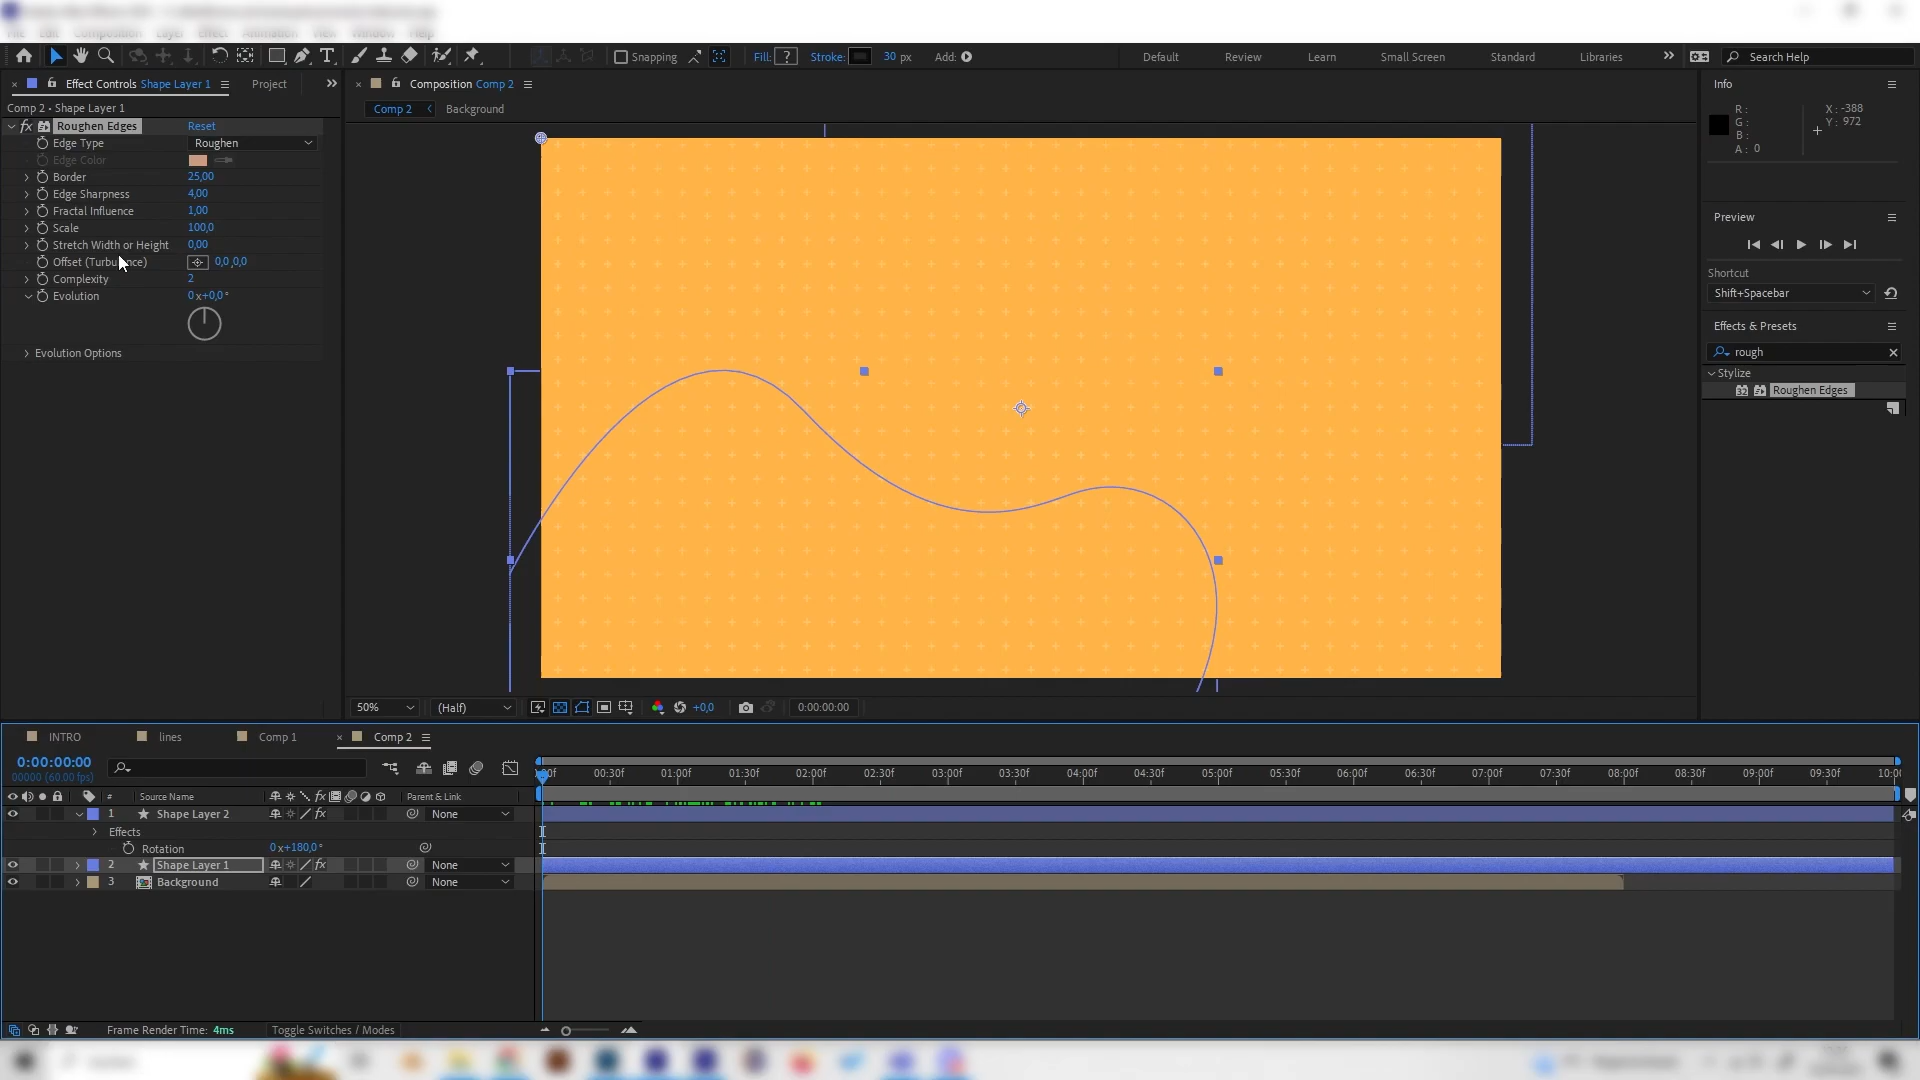 Snapping
Fill: ?
Stroke:
30 px
Add:
Default
Review
Learn
Small Screen
Standard
Libraries
Search Help
Effect Controls Shape Layer 1
Project
Composition Comp 2
Info
Comp 2 • Shape Layer 1
Comp 2
Background
fx Roughen Edges
Reset
Edge Type
Roughen
Edge Color
Border
25,00
Edge Sharpness
4,00
Fractal Influence
1,00
Scale
100,0
Stretch Width or Height
0,00
Offset (Turbulence)
0,0,0,0
Complexity
2
Evolution
0x+0,0°
Evolution Options
R:
G:
B:
A: 0
X: -388
Y: 972
Preview
Shortcut
Shift+Spacebar
Effects & Presets
rough
Stylize
32 Roughen Edges
50%
(Half)
+0,0
0:00:00:00
INTRO
lines
Comp 1
Comp 2
0:00:00:00
00000 (60.00 fps)
00:30f
01:00f
01:30f
02:00f
02:30f
03:00f
03:30f
04:00f
04:30f
05:00f
05:30f
06:00f
06:30f
07:00f
07:30f
08:00f
08:30f
09:00f
09:30f
10:0
#
Source Name
fx
Parent & Link
1
Shape Layer 2
fx
None
Effects
Rotation
0x+180,0°
2
Shape Layer 1
fx
None
3
Background
None
Frame Render Time: 4ms
Toggle Switches / Modes